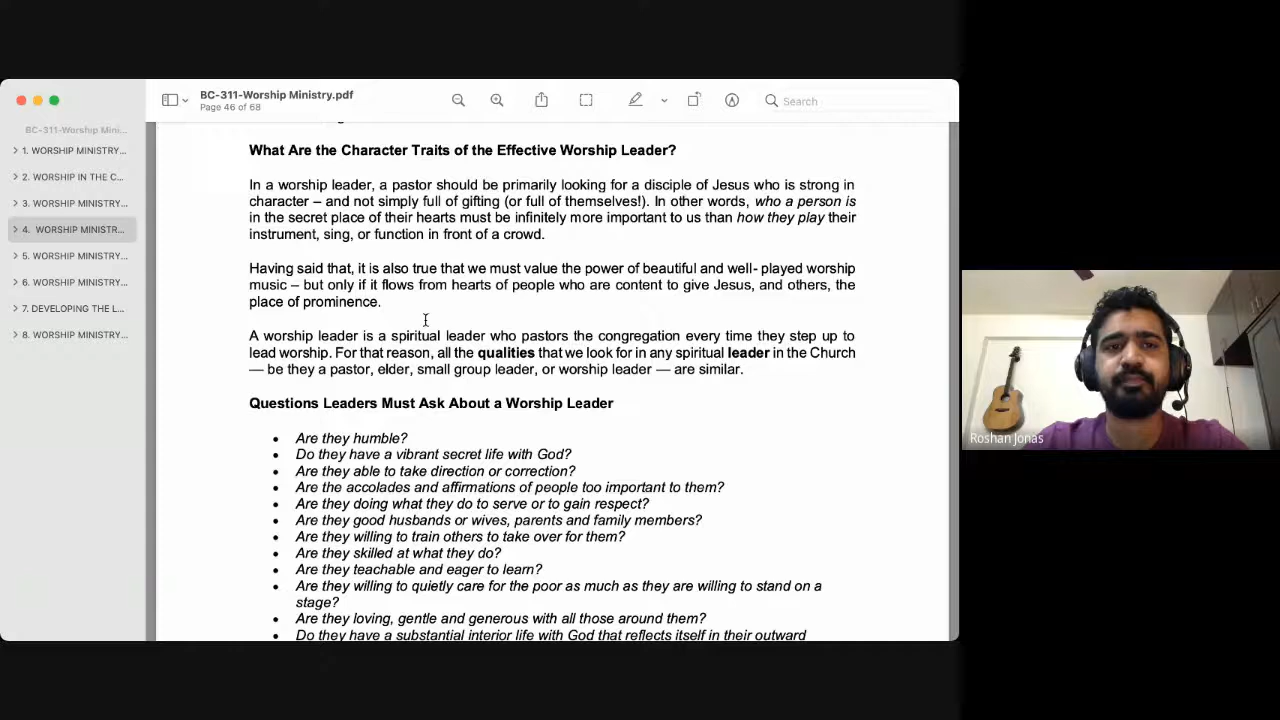 BC-311-Worship Ministry.pdf
Page 46 of 68
Search
BC-311-Worship Mini...
1. WORSHIP MINISTRY...
2. WORSHIP IN THE C...
3. WORSHIP MINISTRY...
4. WORSHIP MINISTR...
5. WORSHIP MINISTRY...
6. WORSHIP MINISTRY...
7. DEVELOPING THE L...
8. WORSHIP MINISTRY...
What Are the Character Traits of the Effective Worship Leader?
In a worship leader, a pastor should be primarily looking for a disciple of Jesus who is strong in
character – and not simply full of gifting (or full of themselves!). In other words, who a person is
in the secret place of their hearts must be infinitely more important to us than how they play their
instrument, sing, or function in front of a crowd.
Having said that, it is also true that we must value the power of beautiful and well- played worship
music – but only if it flows from hearts of people who are content to give Jesus, and others, the
place of prominence.
A worship leader is a spiritual leader who pastors the congregation every time they step up to
lead worship. For that reason, all the qualities that we look for in any spiritual leader in the Church
— be they a pastor, elder, small group leader, or worship leader — are similar.
Questions Leaders Must Ask About a Worship Leader
• Are they humble?
• Do they have a vibrant secret life with God?
• Are they able to take direction or correction?
• Are the accolades and affirmations of people too important to them?
• Are they doing what they do to serve or to gain respect?
• Are they good husbands or wives, parents and family members?
• Are they willing to train others to take over for them?
• Are they skilled at what they do?
• Are they teachable and eager to learn?
• Are they willing to quietly care for the poor as much as they are willing to stand on a
stage?
• Are they loving, gentle and generous with all those around them?
• Do they have a substantial interior life with God that reflects itself in their outward
Roshan Jonas